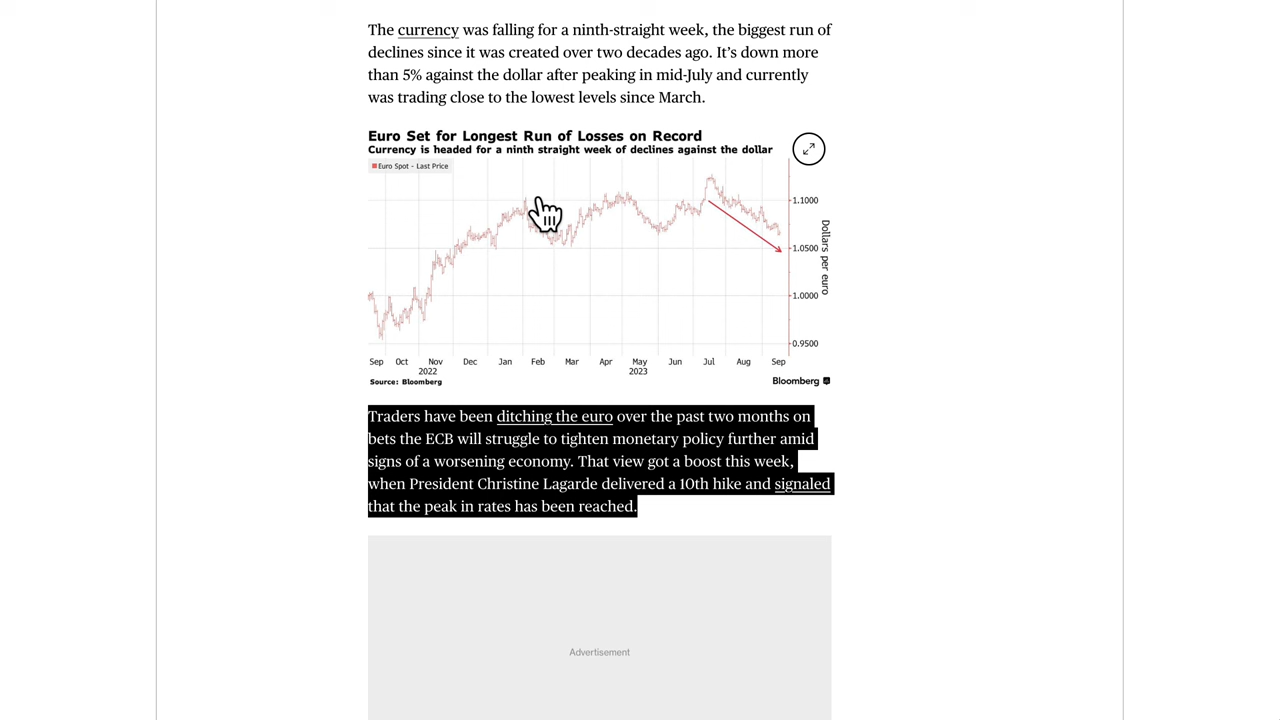 The currency was falling for a ninth-straight week, the biggest run of
declines since it was created over two decades ago. It’s down more
than 5% against the dollar after peaking in mid-July and currently
was trading close to the lowest levels since March.
Euro Set for Longest Run of Losses on Record
Currency is headed for a ninth straight week of declines against the dollar
Euro Spot - Last Price
1.1000
1.0500
1.0000
0.9500
Dollars per euro
Sep Oct Nov Dec Jan Feb Mar Apr May Jun Jul Aug Sep
2022 2023
Source: Bloomberg
Bloomberg
Traders have been ditching the euro over the past two months on
bets the ECB will struggle to tighten monetary policy further amid
signs of a worsening economy. That view got a boost this week,
when President Christine Lagarde delivered a 10th hike and signaled
that the peak in rates has been reached.
Advertisement